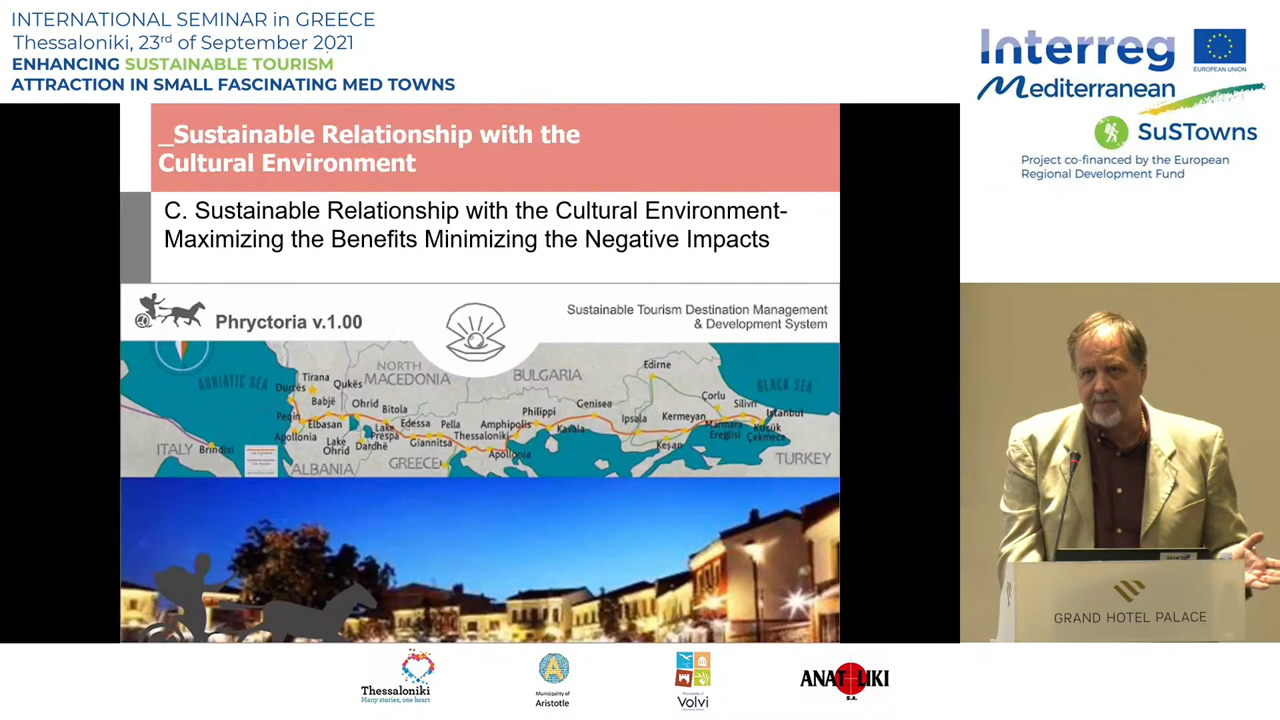 INTERNATIONAL SEMINAR in GREECE
Thessaloniki, 23rd of September 2021
ENHANCING SUSTAINABLE TOURISM
ATTRACTION IN SMALL FASCINATING MED TOWNS
Interreg
EUROPEAN UNION
Mediterranean
SuSTowns
Project co-financed by the European
Regional Development Fund
_Sustainable Relationship with the
Cultural Environment
C. Sustainable Relationship with the Cultural Environment-
Maximizing the Benefits Minimizing the Negative Impacts
Phryctoria v.1.00
Sustainable Tourism Destination Management
& Development System
ADRIATIC SEA
NORTH
MACEDONIA
BULGARIA
BLACK SEA
ITALY
ALBANIA
GREECE
TURKEY
Brindisi
Durrës
Tirana
Peqin
Babjë
Qukës
Elbasan
Apollonia
Ohrid
Lake
Ohrid
Lake
Prespa
Dardhë
Bitola
Edessa
Giannitsa
Pella
Thessaloniki
Amphipolis
Apollonia
Philippi
Kavala
Genisea
Ipsala
Edirne
Keşan
Kermeyan
Çorlu
Marmara
Ereğlisi
Silivri
Istanbul
Küçük
Çekmece
GRAND HOTEL PALACE
Thessaloniki
Many stories, one heart
Municipality of
Aristotle
Municipality of
Volvi
ANATOLIKI
S.A.